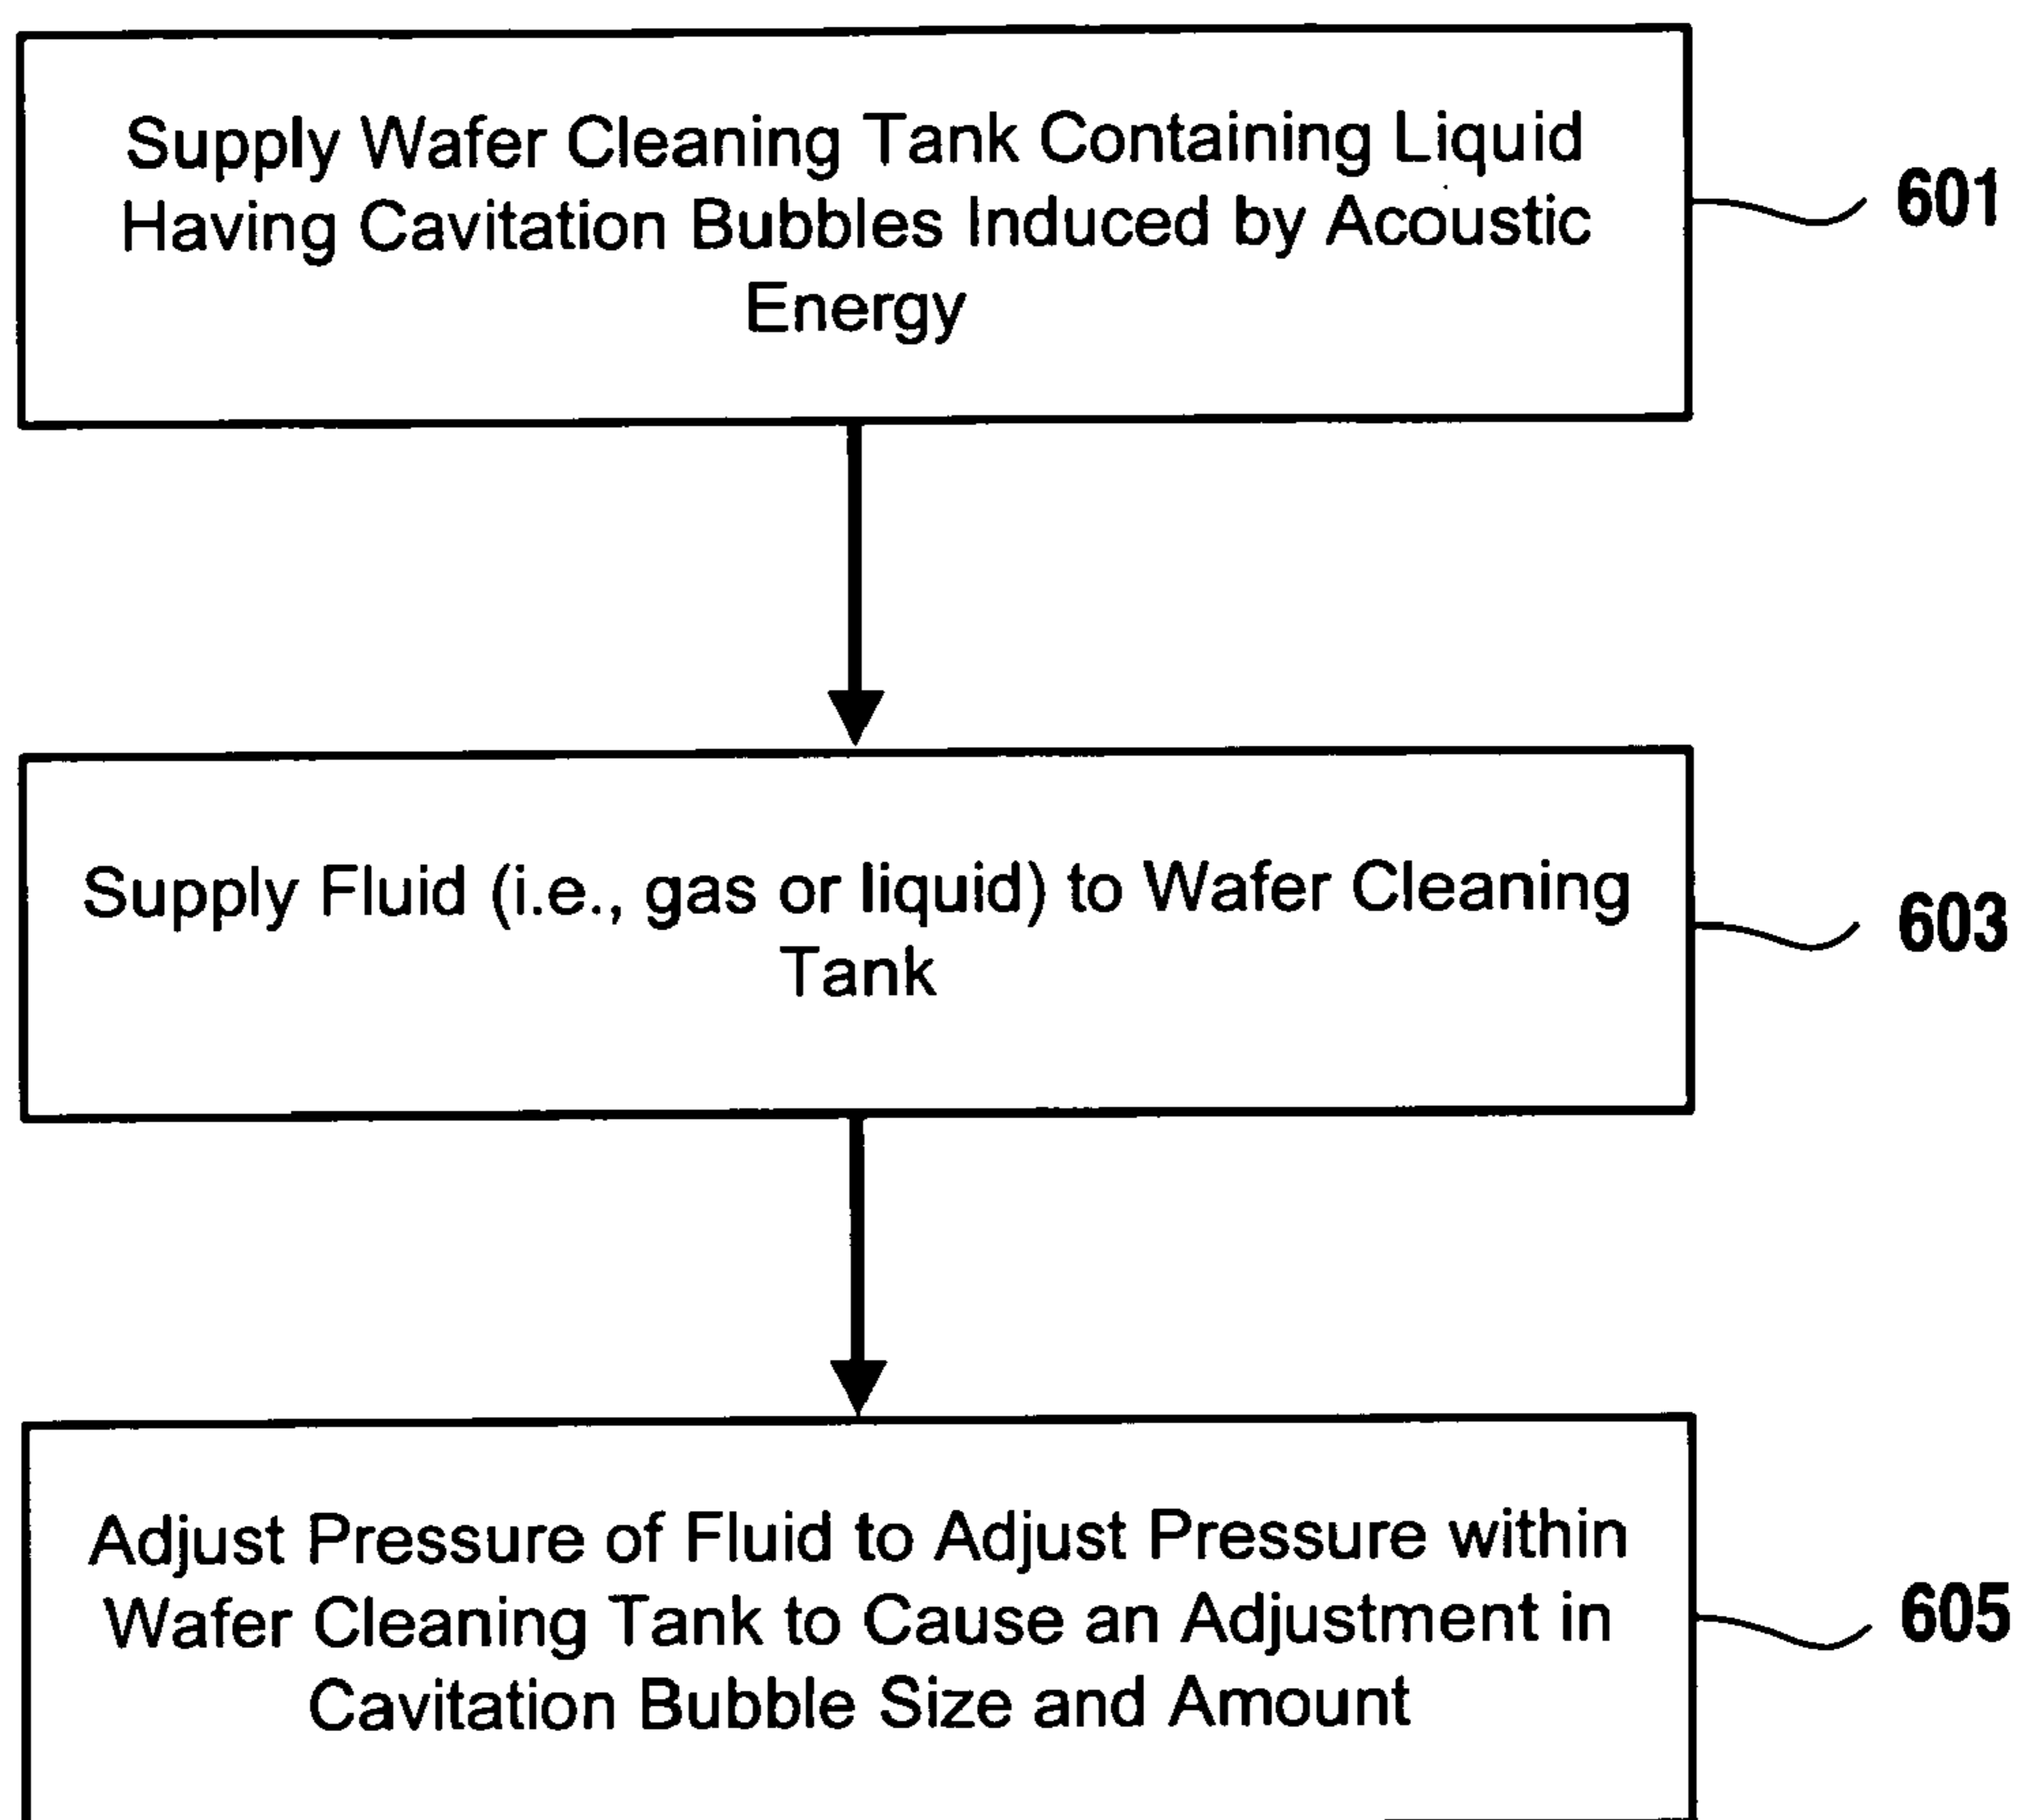 Supply Wafer Cleaning Tank Containing Liquid
Having Cavitation Bubbles Induced by Acoustic
Energy
601
Supply Fluid (i.e., gas or liquid) to Wafer Cleaning
Tank
603
Adjust Pressure of Fluid to Adjust Pressure within
Wafer Cleaning Tank to Cause an Adjustment in
Cavitation Bubble Size and Amount
605